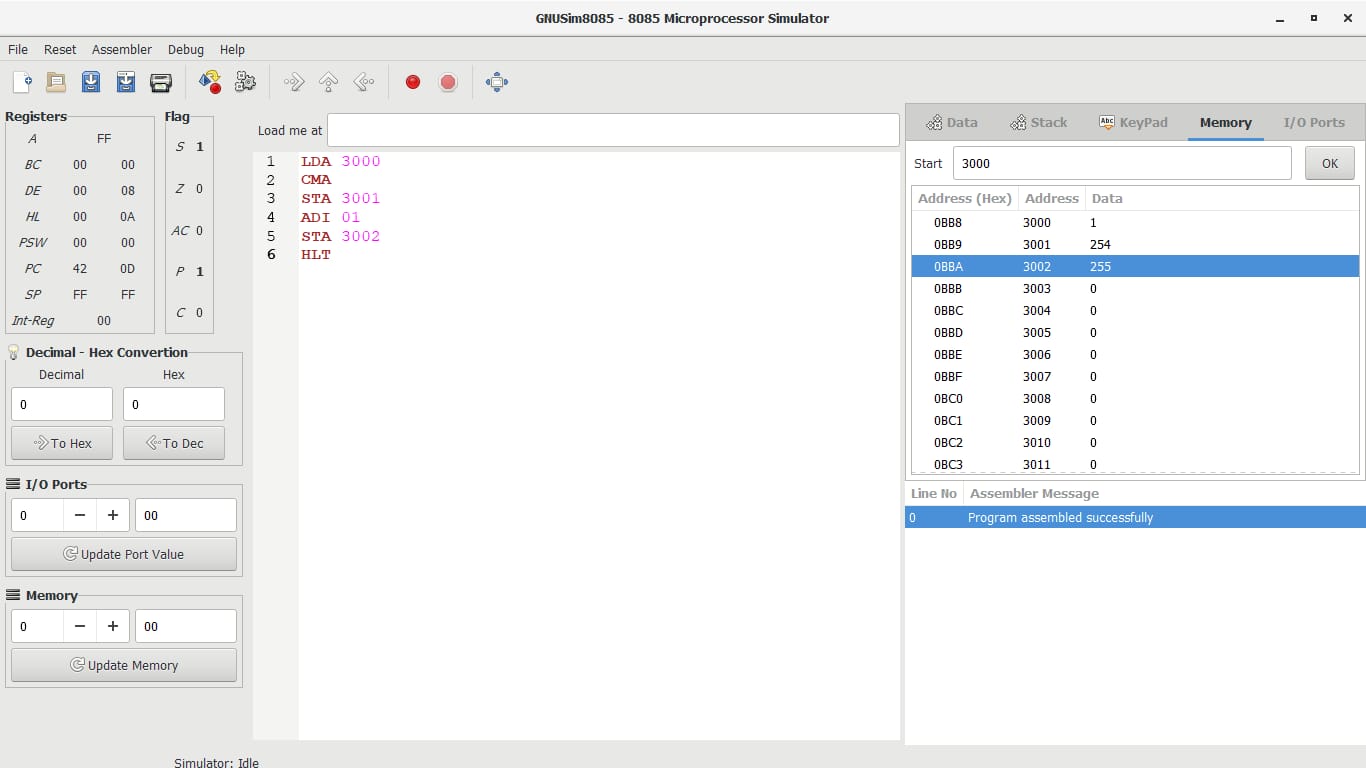 GNUSim8085 - 8085 Microprocessor Simulator
File Reset Assembler Debug Help
Registers
A FF
BC 00 00
DE 00 08
HL 00 0A
PSW 00 00
PC 42 0D
SP FF FF
Int-Reg 00
Flag
S 1
Z 0
AC 0
P 1
C 0
Decimal - Hex Convertion
Decimal Hex
0 0
To Hex To Dec
I/O Ports
0 − + 00
Update Port Value
Memory
0 − + 00
Update Memory
Load me at
1 LDA 3000
2 CMA
3 STA 3001
4 ADI 01
5 STA 3002
6 HLT
Data Stack Abc KeyPad Memory I/O Ports
Start 3000 OK
Address (Hex) Address Data
0BB8 3000 1
0BB9 3001 254
0BBA 3002 255
0BBB 3003 0
0BBC 3004 0
0BBD 3005 0
0BBE 3006 0
0BBF 3007 0
0BC0 3008 0
0BC1 3009 0
0BC2 3010 0
0BC3 3011 0
Line No Assembler Message
0 Program assembled successfully
Simulator: Idle